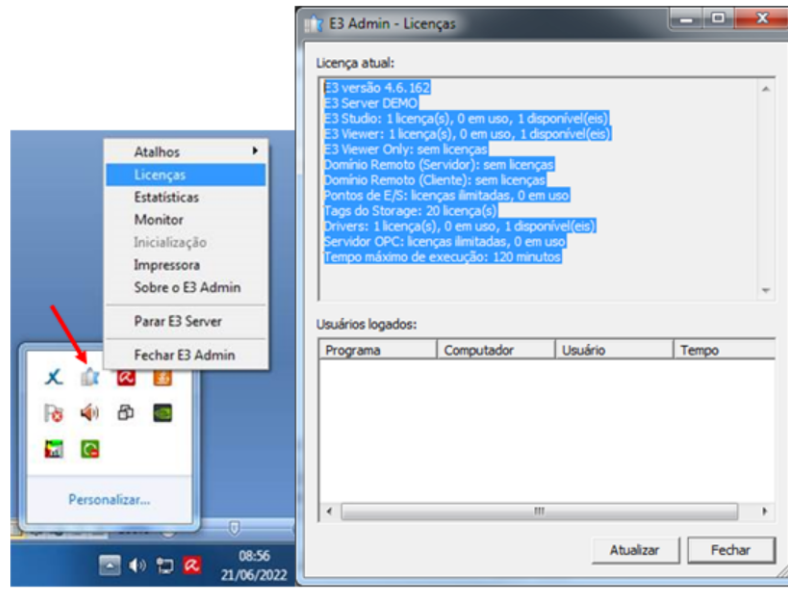 Atalhos
Licenças
Estatísticas
Monitor
Inicialização
Impressora
Sobre o E3 Admin
Parar E3 Server
Fechar E3 Admin
Personalizar...
08:56
21/06/2022
E3 Admin - Licenças
Licença atual:
E3 versão 4.6.162
E3 Server DEMO
E3 Studio: 1 licença(s), 0 em uso, 1 disponível(eis)
E3 Viewer: 1 licença(s), 0 em uso, 1 disponível(eis)
E3 Viewer Only: sem licenças
Domínio Remoto (Servidor): sem licenças
Domínio Remoto (Cliente): sem licenças
Pontos de E/S: licenças ilimitadas, 0 em uso
Tags do Storage: 20 licença(s)
Drivers: 1 licença(s), 0 em uso, 1 disponível(eis)
Servidor OPC: licenças ilimitadas, 0 em uso
Tempo máximo de execução: 120 minutos
Usuários logados:
Programa Computador Usuário Tempo
Atualizar Fechar